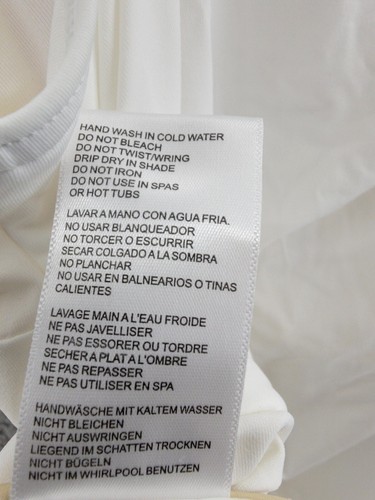 HAND WASH IN COLD WATER
DO NOT BLEACH
DO NOT TWIST/WRING
DRIP DRY IN SHADE
DO NOT IRON
DO NOT USE IN SPAS
OR HOT TUBS
LAVAR A MANO CON AGUA FRIA.
NO USAR BLANQUEADOR
NO TORCER O ESCURRIR
SECAR COLGADO A LA SOMBRA
NO PLANCHAR
NO USAR EN BALNEARIOS O TINAS
CALIENTES
LAVAGE MAIN A L'EAU FROIDE
NE PAS JAVELLISER
NE PAS ESSORER OU TORDRE
SECHER A PLAT A L'OMBRE
NE PAS REPASSER
NE PAS UTILISER EN SPA
HANDWÄSCHE MIT KALTEM WASSER
NICHT BLEICHEN
NICHT AUSWRINGEN
LIEGEND IM SCHATTEN TROCKNEN
NICHT BÜGELN
NICHT IM WHIRLPOOL BENUTZEN